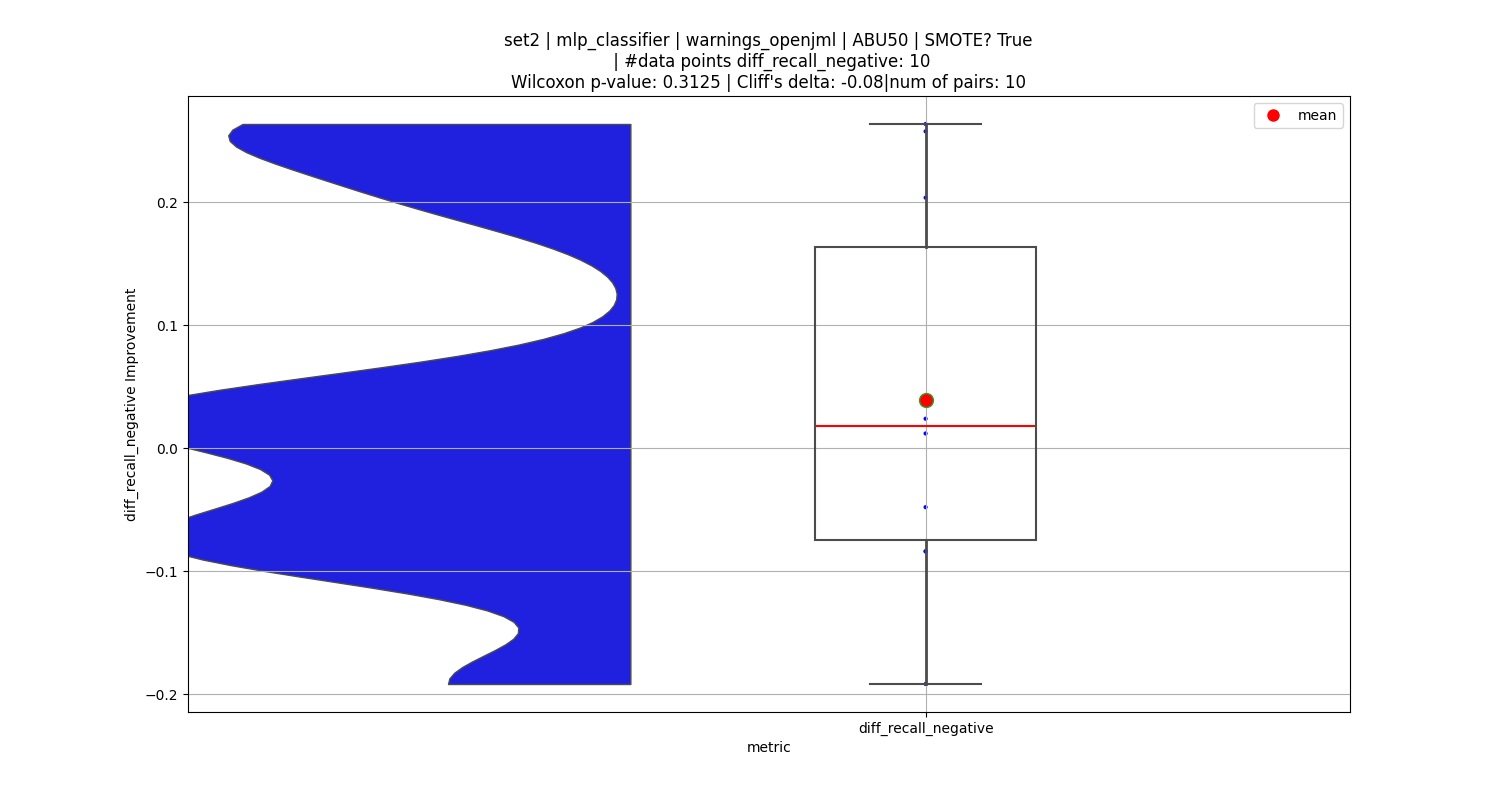 set2 | mlp_classifier | warnings_openjml | ABU50 | SMOTE? True
| #data points diff_recall_negative: 10
Wilcoxon p-value: 0.3125 | Cliff's delta: -0.08|num of pairs: 10
mean
diff_recall_negative Improvement
0.2
0.1
0.0
−0.1
−0.2
diff_recall_negative
metric